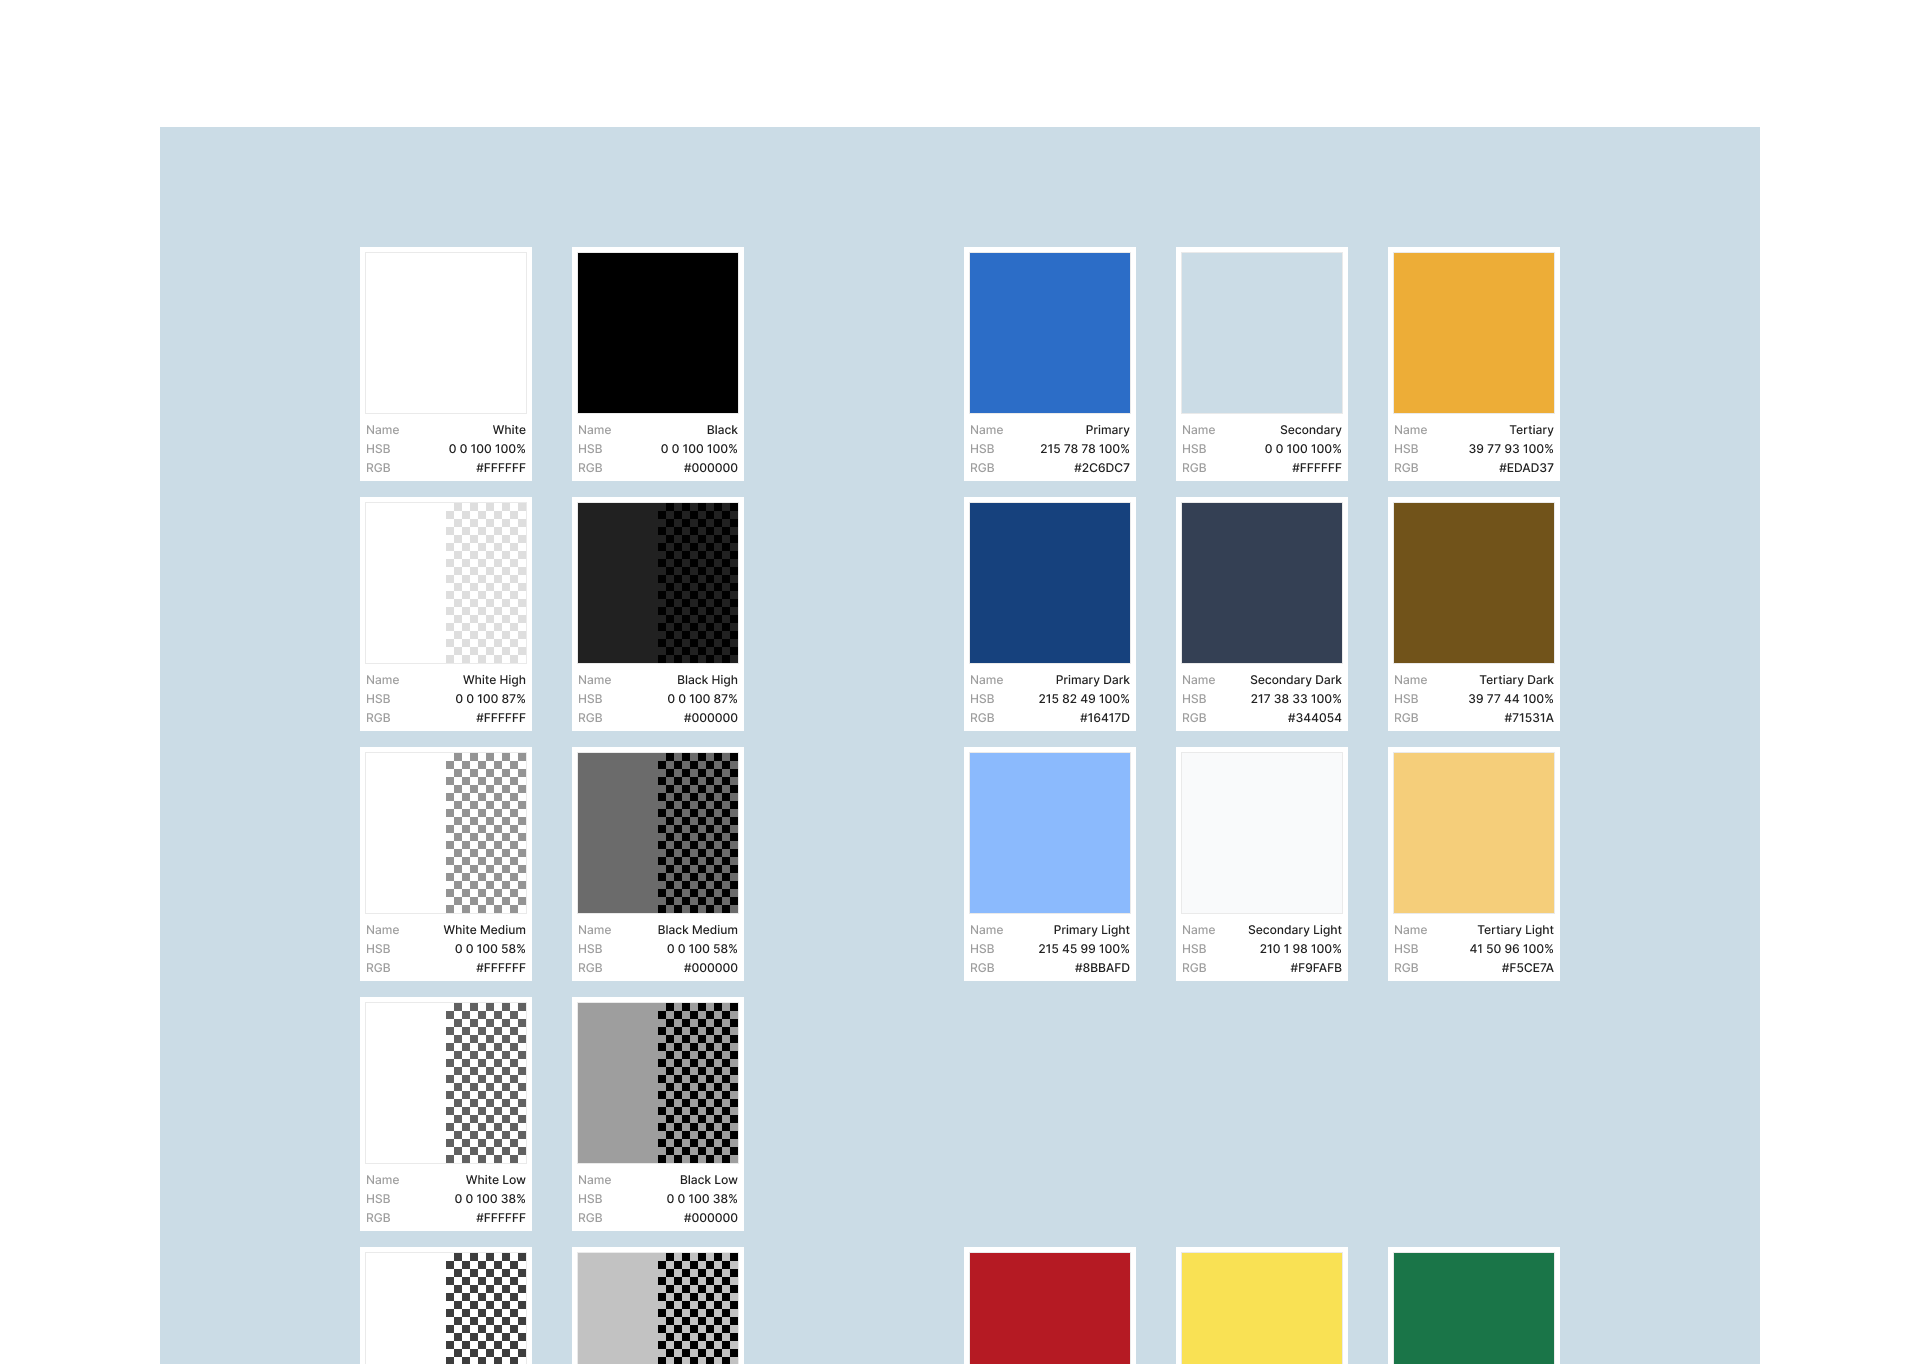 Name White
HSB 0 0 100 100%
RGB #FFFFFF
Name Black
HSB 0 0 100 100%
RGB #000000
Name Primary
HSB 215 78 78 100%
RGB #2C6DC7
Name Secondary
HSB 0 0 100 100%
RGB #FFFFFF
Name Tertiary
HSB 39 77 93 100%
RGB #EDAD37
Name White High
HSB 0 0 100 87%
RGB #FFFFFF
Name Black High
HSB 0 0 100 87%
RGB #000000
Name Primary Dark
HSB 215 82 49 100%
RGB #16417D
Name Secondary Dark
HSB 217 38 33 100%
RGB #344054
Name Tertiary Dark
HSB 39 77 44 100%
RGB #71531A
Name White Medium
HSB 0 0 100 58%
RGB #FFFFFF
Name Black Medium
HSB 0 0 100 58%
RGB #000000
Name Primary Light
HSB 215 45 99 100%
RGB #8BBAFD
Name Secondary Light
HSB 210 1 98 100%
RGB #F9FAFB
Name Tertiary Light
HSB 41 50 96 100%
RGB #F5CE7A
Name White Low
HSB 0 0 100 38%
RGB #FFFFFF
Name Black Low
HSB 0 0 100 38%
RGB #000000